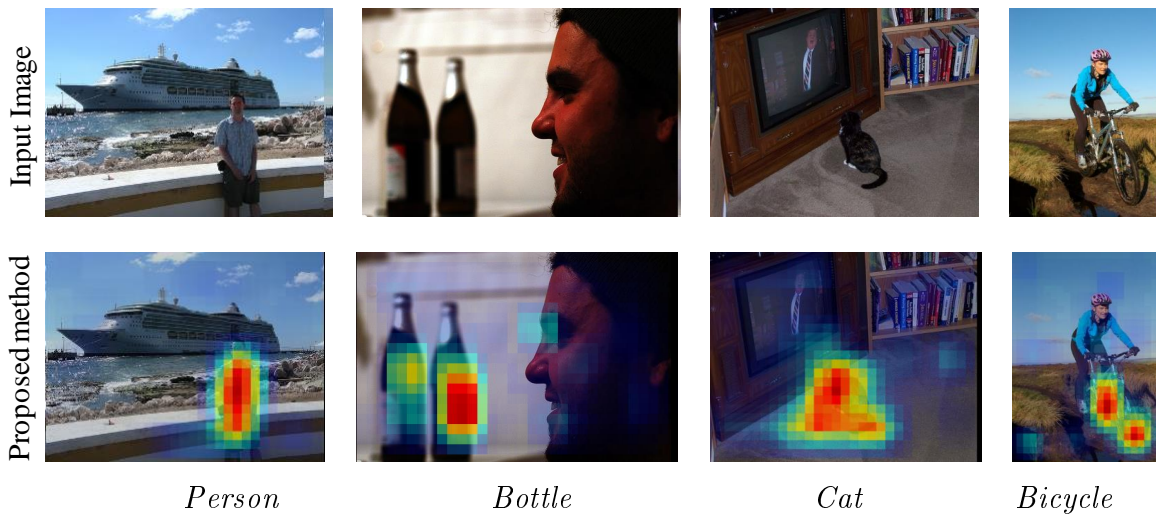 Input Image
Proposed method
Person
Bottle
Cat
Bicycle